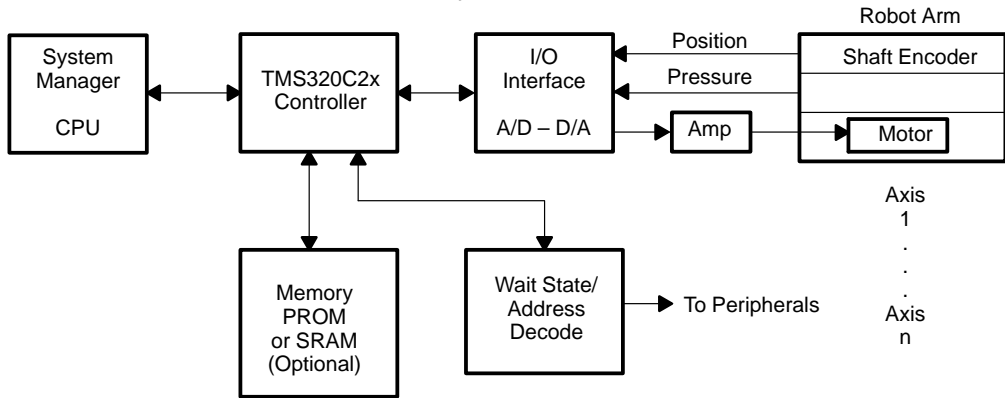 Robot Arm
System
Manager
CPU
TMS320C2x
Controller
I/O
Interface
A/D – D/A
Position
Pressure
Amp
Shaft Encoder
Motor
Axis
1
.
.
.
Axis
n
Memory
PROM
or SRAM
(Optional)
Wait State/
Address
Decode
To Peripherals